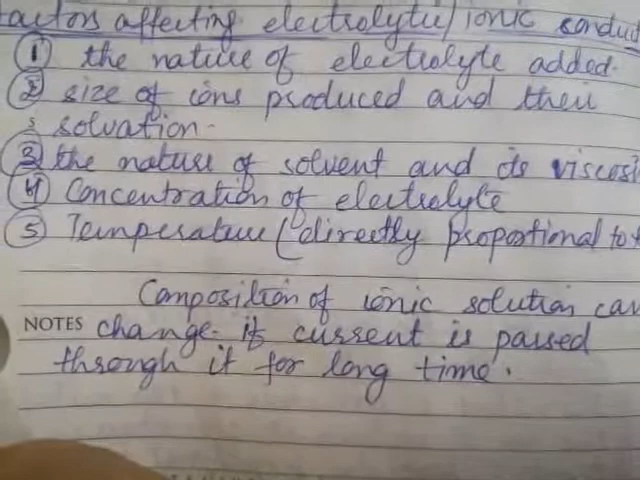 actors affecting electrolytic/ionic conduct
① the nature of electrolyte added.
② size of ions produced and their
solvation.
③ the nature of solvent and its viscosi
④ Concentration of electrolyte
⑤ Temperature (directly proportional to
Composition of ionic solution can
NOTES change if current is passed
through it for long time.